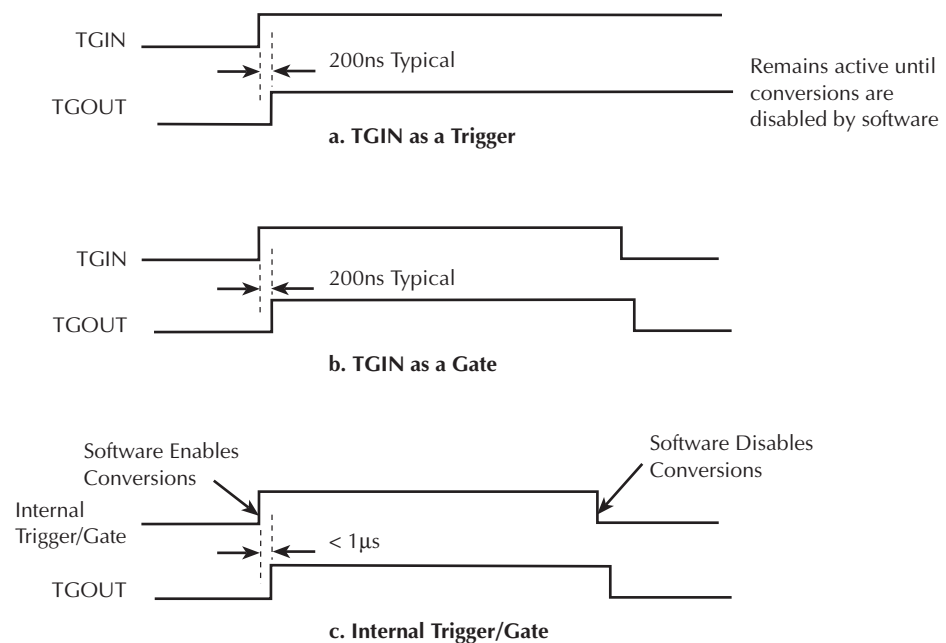 TGIN
200ns Typical
TGOUT
Remains active until
conversions are
disabled by software
a. TGIN as a Trigger
TGIN
200ns Typical
TGOUT
b. TGIN as a Gate
Software Enables
Conversions
Software Disables
Conversions
Internal
Trigger/Gate
< 1µs
TGOUT
c. Internal Trigger/Gate